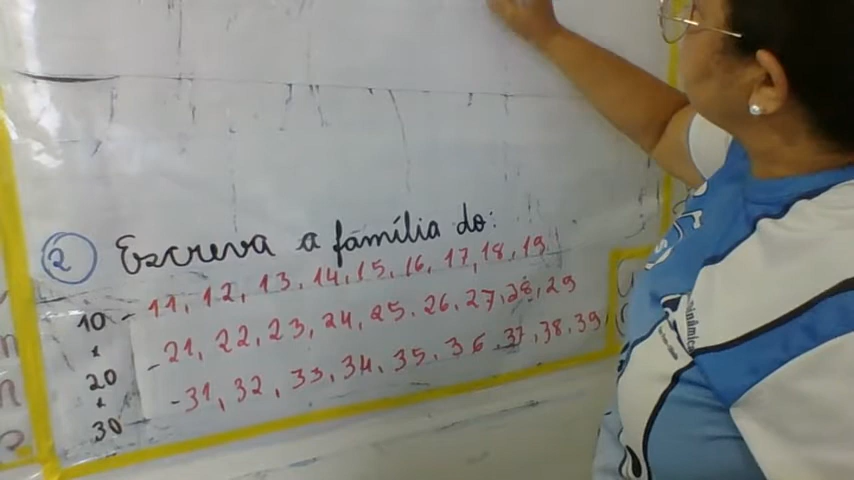 2 Escreva a família do:
10 - 11, 12, 13, 14, 15, 16, 17, 18, 19
20 - 21, 22, 23, 24, 25, 26, 27, 28, 29
30 - 31, 32, 33, 34, 35, 36, 37, 38, 39